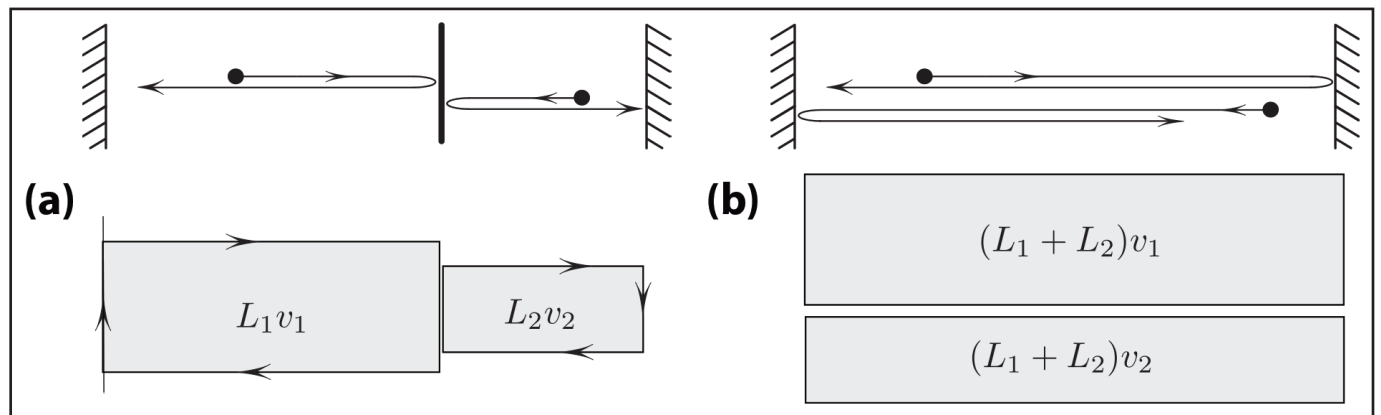 (a)
L₁v₁
L₂v₂
(b)
(L₁ + L₂)v₁
(L₁ + L₂)v₂